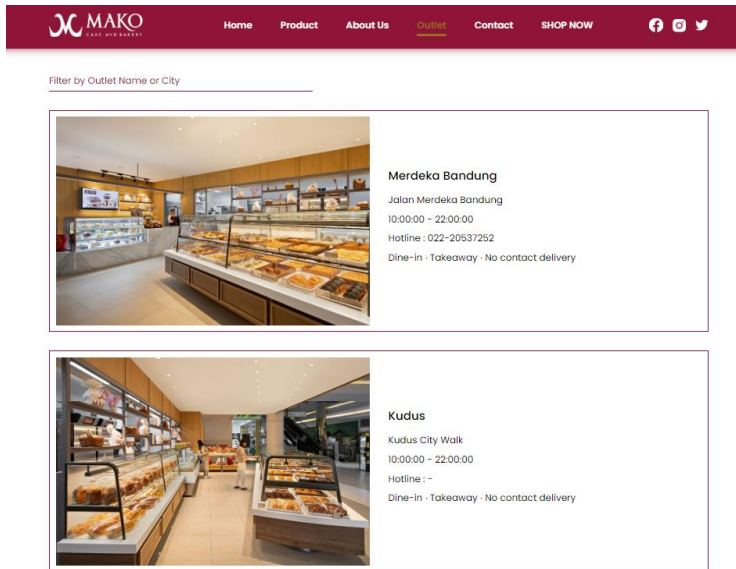 MAKO
CAKE AND BAKERY
Home Product About Us Outlet Contact SHOP NOW
Filter by Outlet Name or City
Merdeka Bandung
Jalan Merdeka Bandung
10:00:00 - 22:00:00
Hotline : 022-20537252
Dine-in · Takeaway · No contact delivery
Kudus
Kudus City Walk
10:00:00 - 22:00:00
Hotline : -
Dine-in · Takeaway · No contact delivery